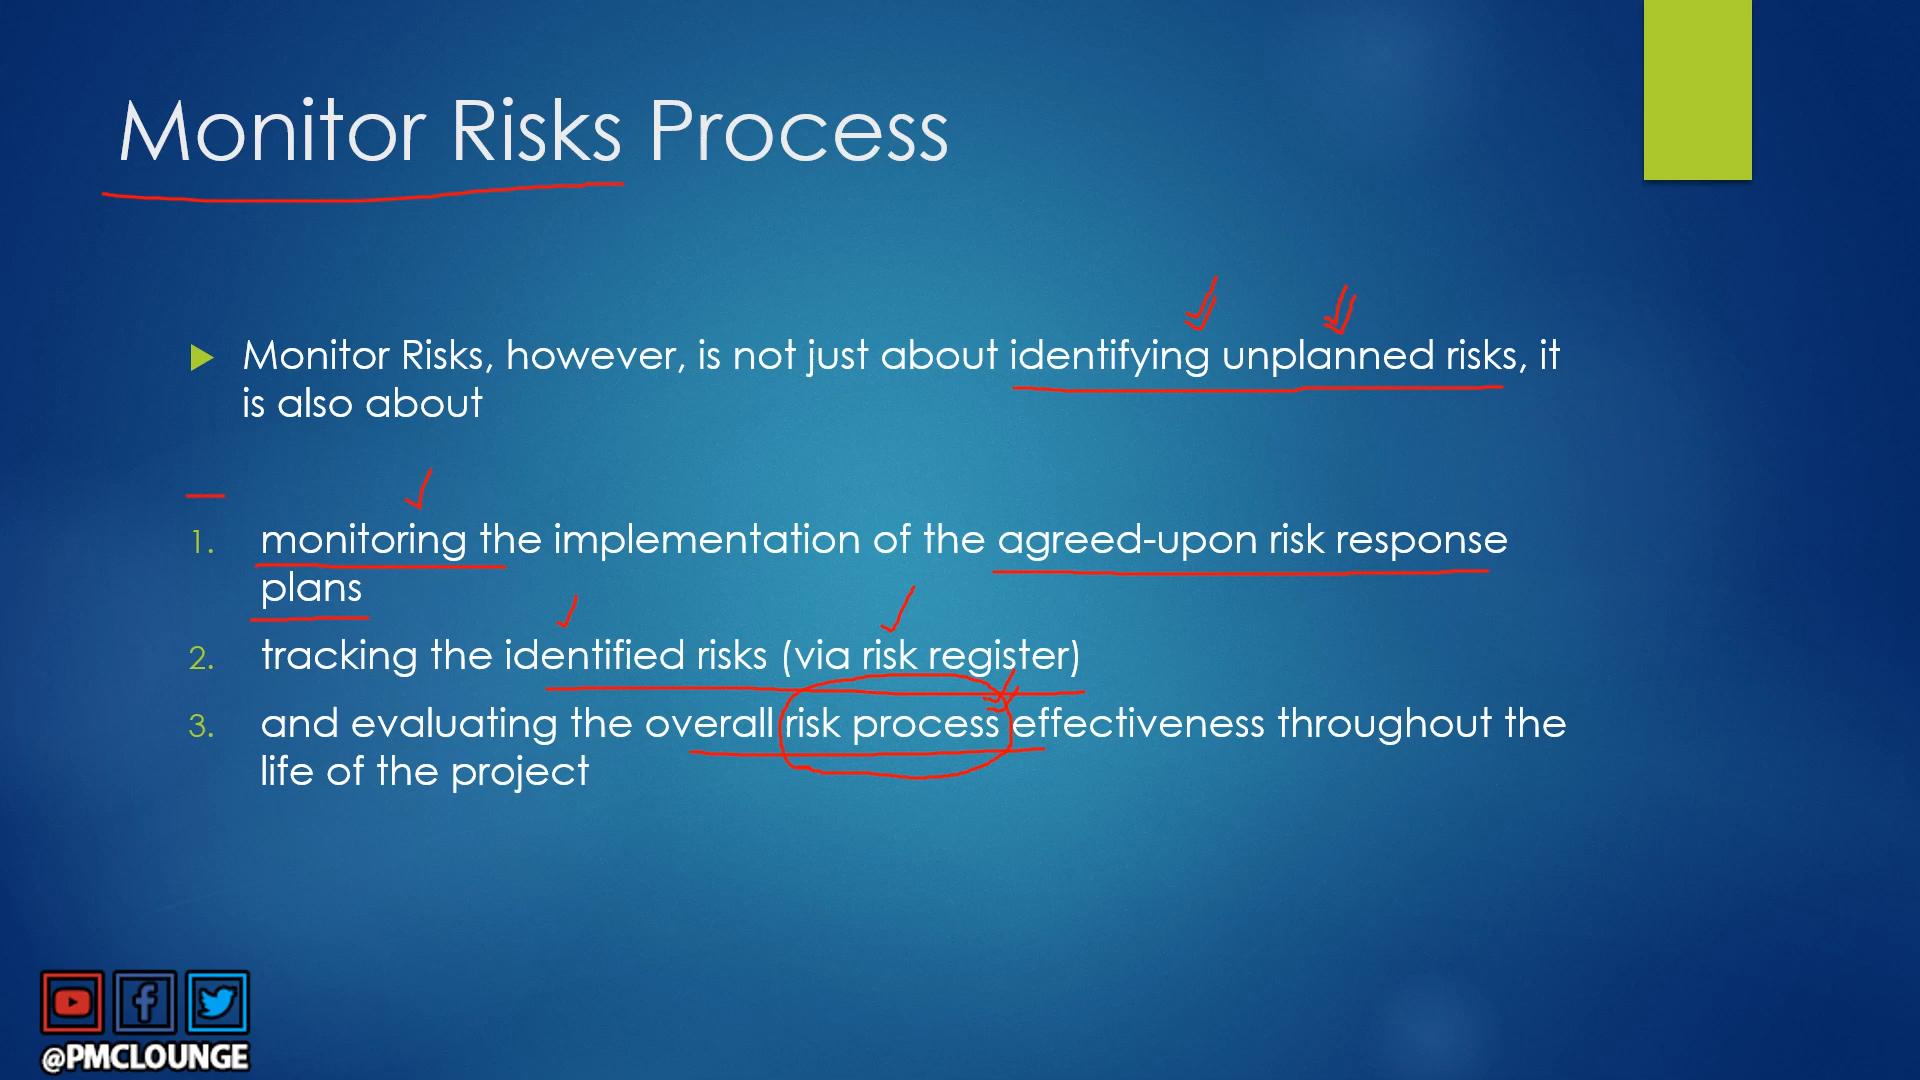 Monitor Risks Process
Monitor Risks, however, is not just about identifying unplanned risks, it
is also about
1. monitoring the implementation of the agreed-upon risk response
plans
2. tracking the identified risks (via risk register)
3. and evaluating the overall risk process effectiveness throughout the
life of the project
@PMCLOUNGE